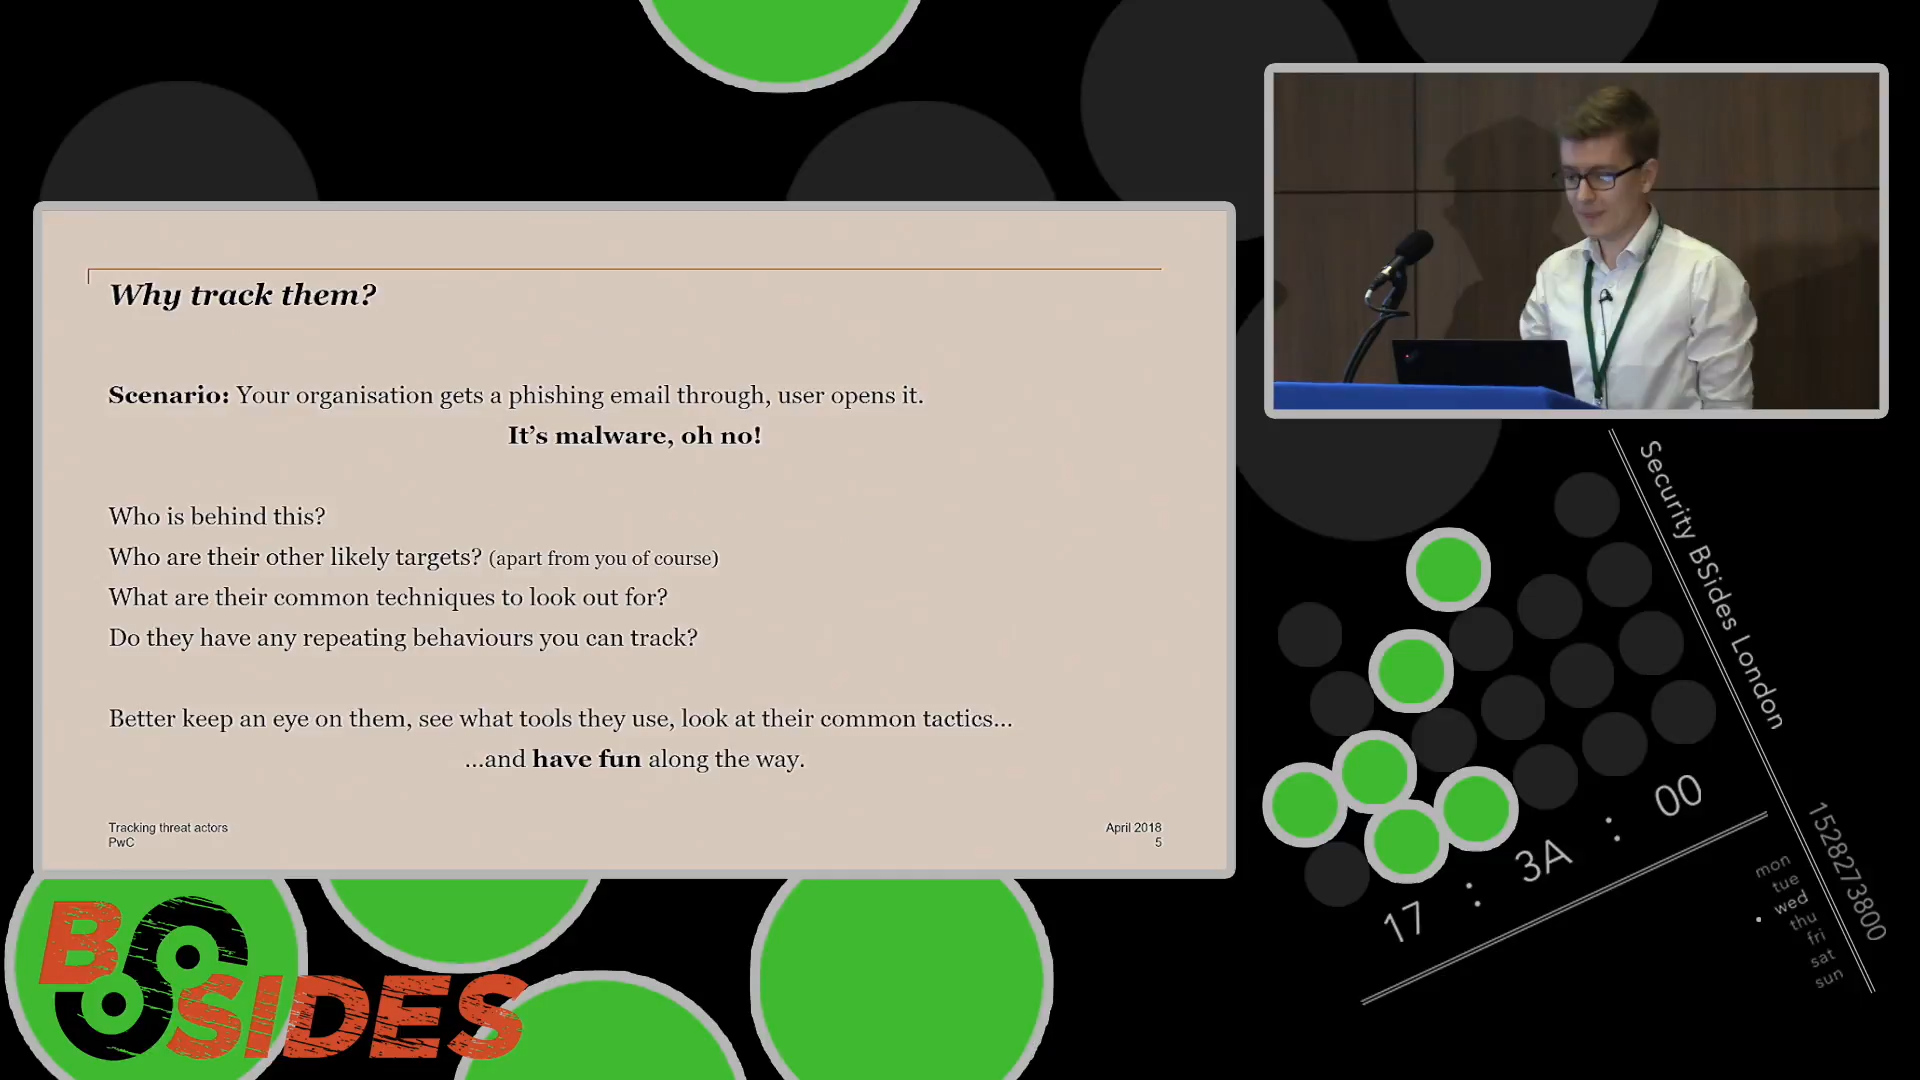 Why track them?
Scenario: Your organisation gets a phishing email through, user opens it.
It's malware, oh no!
Who is behind this?
Who are their other likely targets? (apart from you of course)
What are their common techniques to look out for?
Do they have any repeating behaviours you can track?
Better keep an eye on them, see what tools they use, look at their common tactics...
...and have fun along the way.
Tracking threat actors
PwC
April 2018
5
Security BSides London
17 : 3A : 00
1528273800
mon
tue
wed
thu
fri
sat
sun
BSIDES